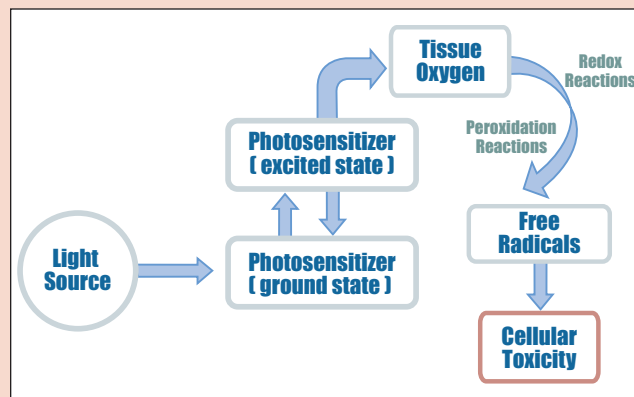 Light
Source
Photosensitizer
( ground state )
Photosensitizer
( excited state )
Tissue
Oxygen
Redox
Reactions
Peroxidation
Reactions
Free
Radicals
Cellular
Toxicity